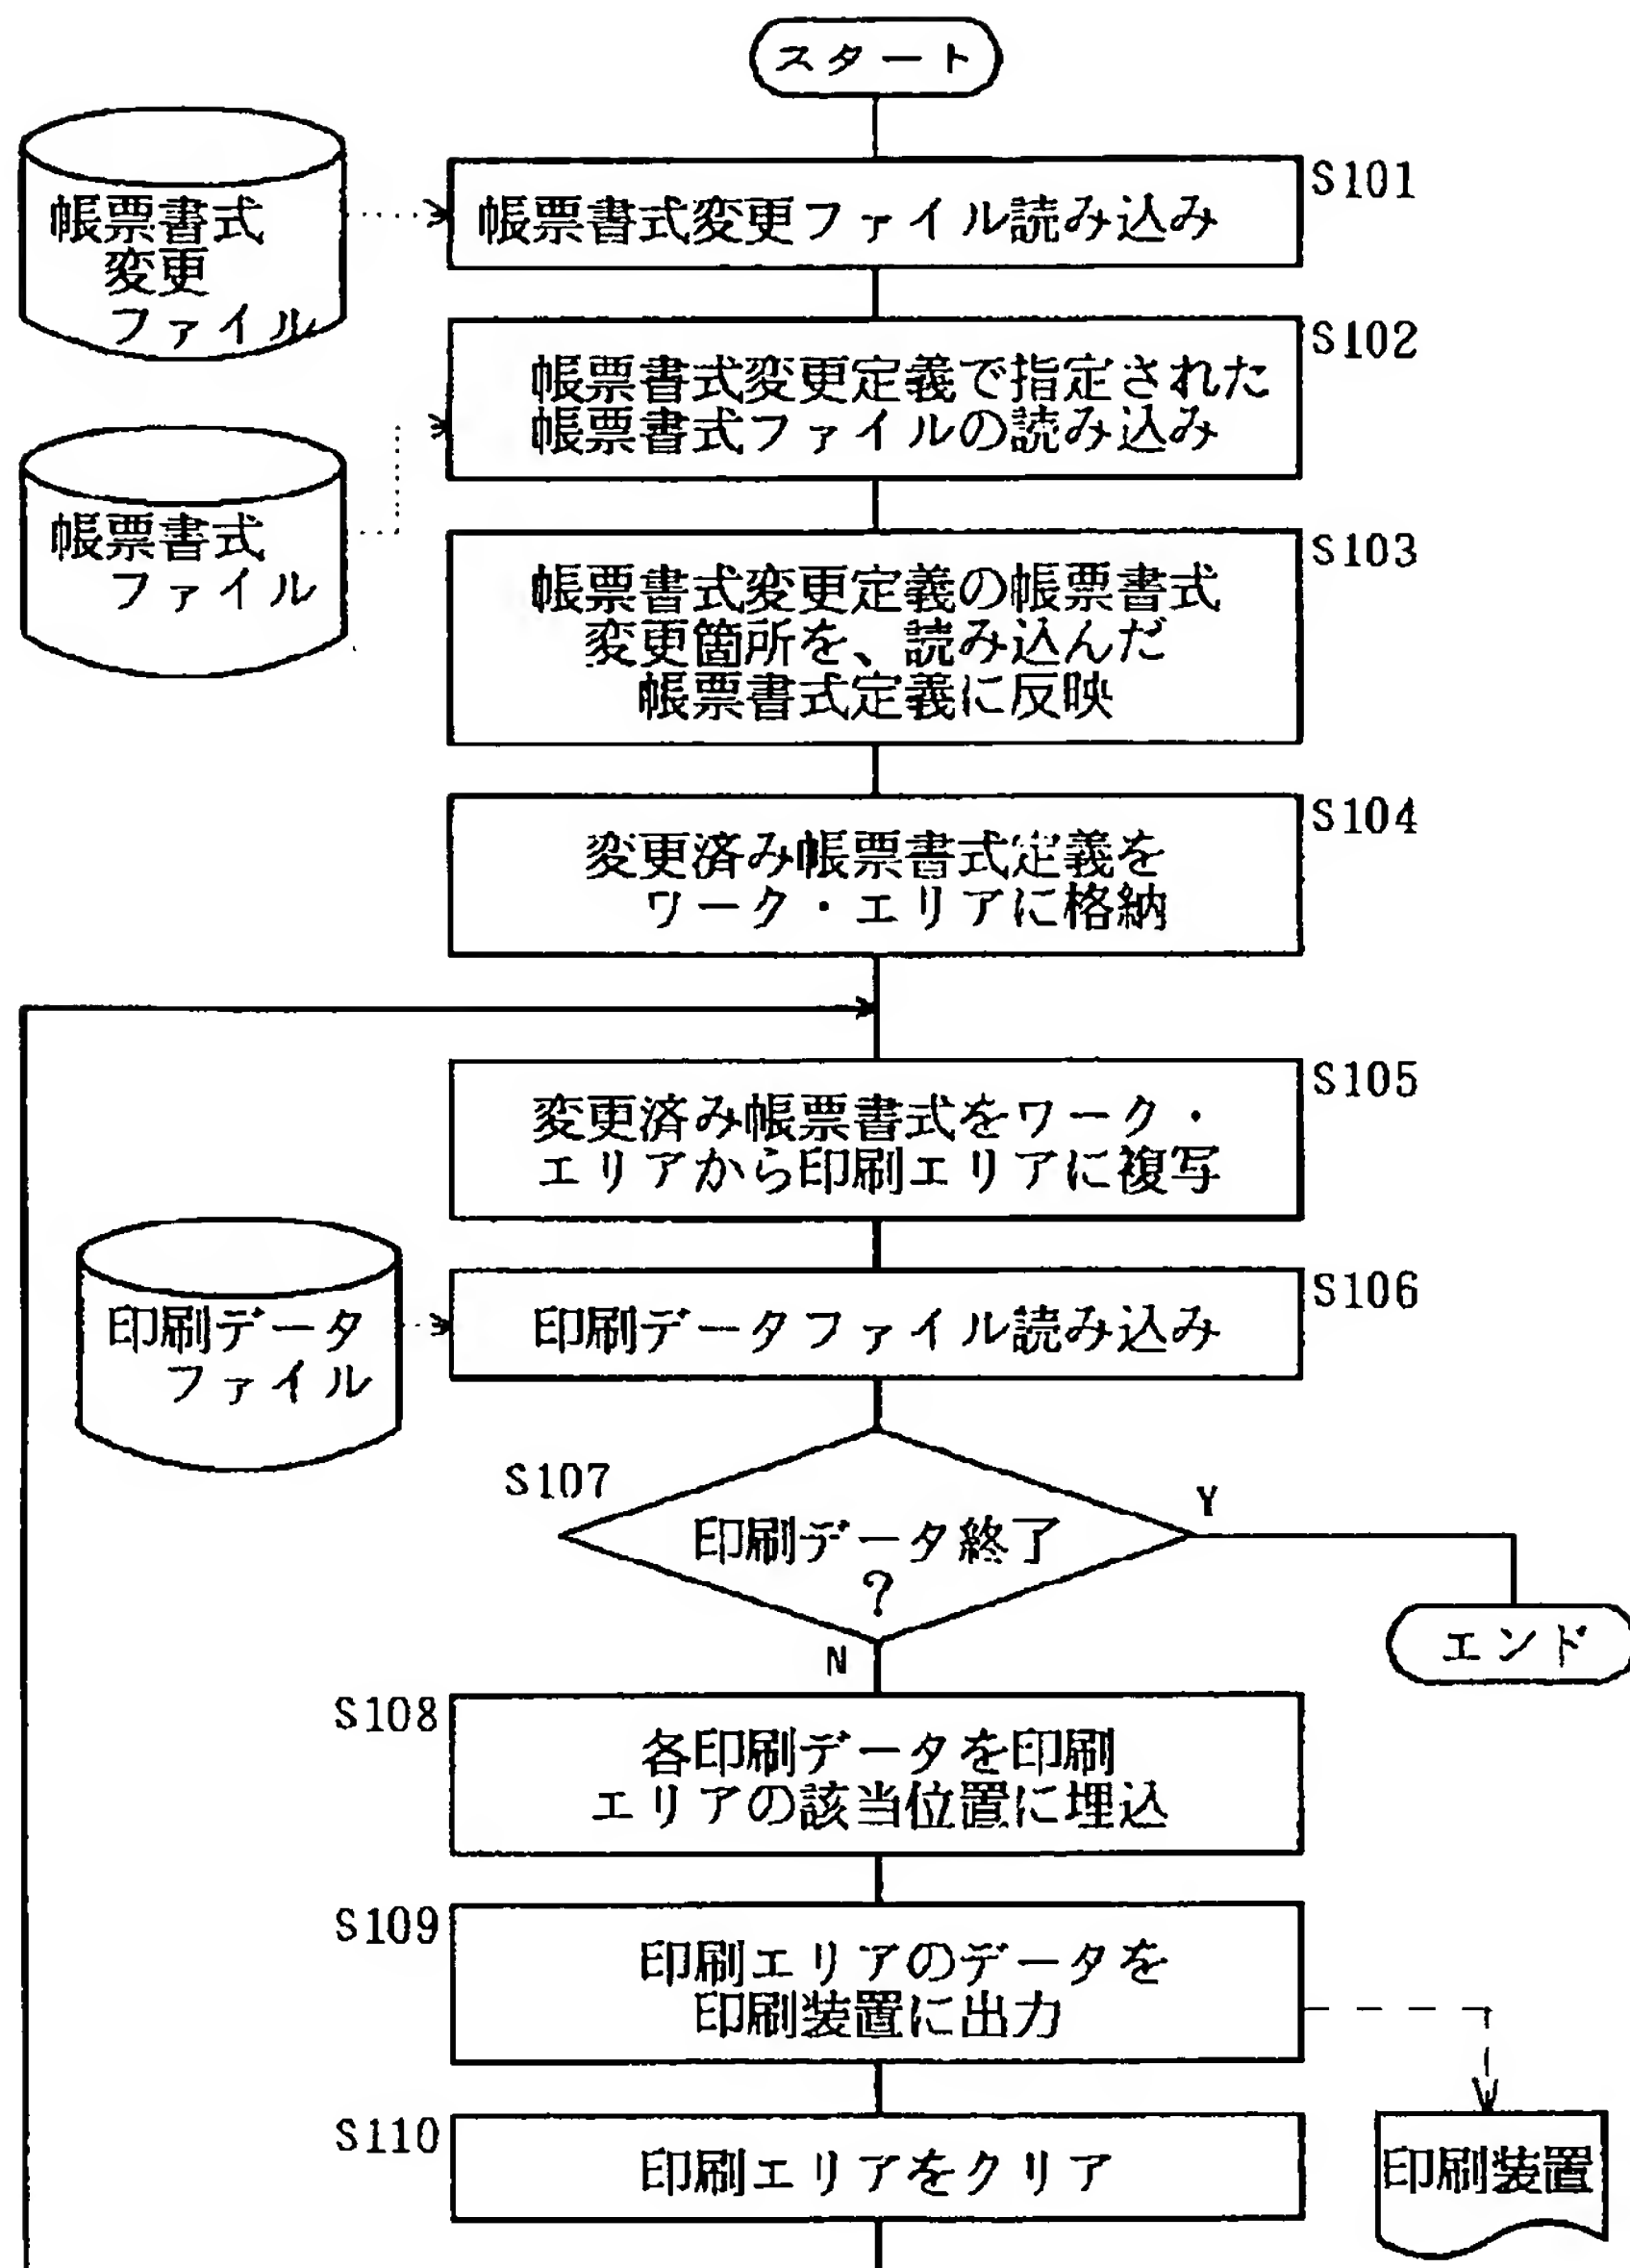 スタート
帳票書式
変更
ファイル
帳票書式変更ファイル読み込み
S101
帳票書式変更定義で指定された
帳票書式ファイルの読み込み
S102
帳票書式
ファイル
帳票書式変更定義の帳票書式
変更箇所を、読み込んだ
帳票書式定義に反映
S103
変更済み帳票書式定義を
ワーク・エリアに格納
S104
変更済み帳票書式をワーク・
エリアから印刷エリアに複写
S105
印刷データ
ファイル
印刷データファイル読み込み
S106
S107
印刷データ終了
?
Y
エンド
N
S108
各印刷データを印刷
エリアの該当位置に埋込
S109
印刷エリアのデータを
印刷装置に出力
S110
印刷エリアをクリア
印刷装置